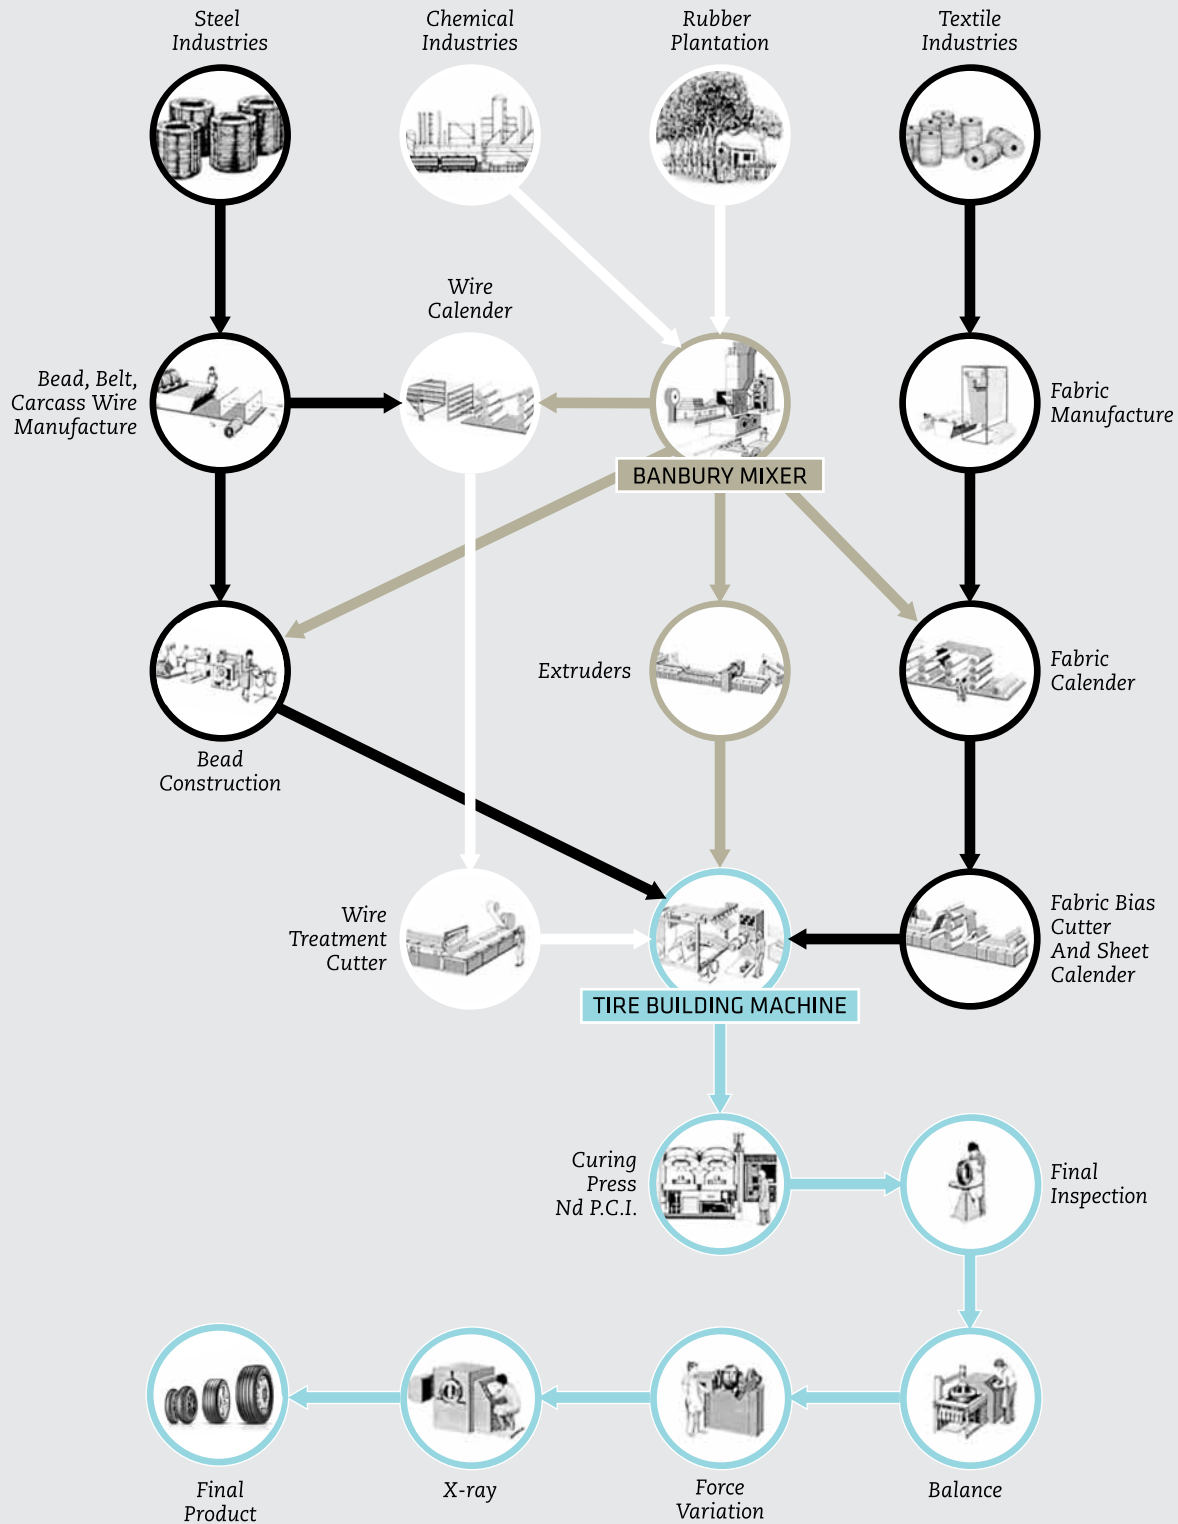 Steel
Industries
Chemical
Industries
Rubber
Plantation
Textile
Industries
Wire
Calender
Bead, Belt,
Carcass Wire
Manufacture
Fabric
Manufacture
BANBURY MIXER
Extruders
Fabric
Calender
Bead
Construction
Wire
Treatment
Cutter
Fabric Bias
Cutter
And Sheet
Calender
TIRE BUILDING MACHINE
Curing
Press
Nd P.C.I.
Final
Inspection
Final
Product
X-ray
Force
Variation
Balance